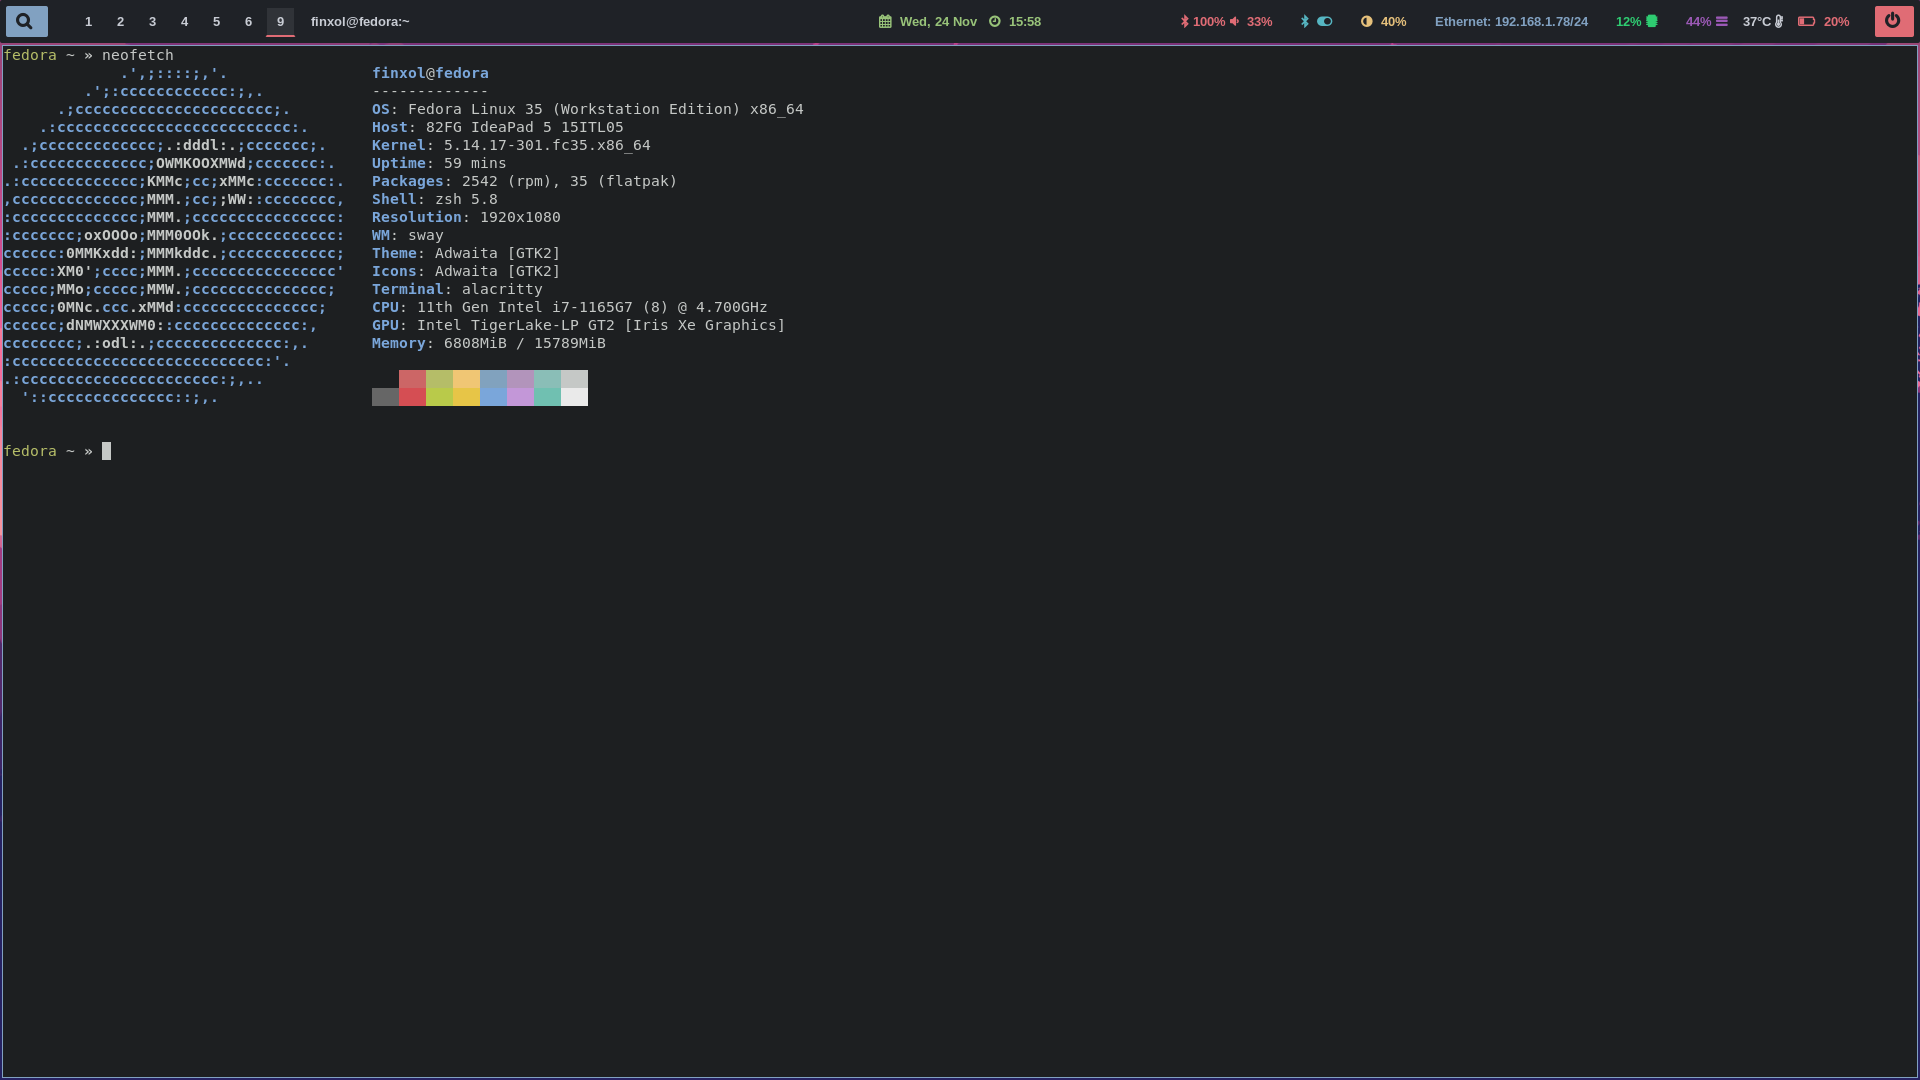 1 2 3 4 5 6 9 finxol@fedora:~ Wed, 24 Nov 15:58 100% 33% 40% Ethernet: 192.168.1.78/24 12% 44% 37°C 20%
fedora ~ » neofetch
             .',;::::;,'.                finxol@fedora
         .';:cccccccccccc:;,.            -------------
      .;cccccccccccccccccccccc;.         OS: Fedora Linux 35 (Workstation Edition) x86_64
    .:cccccccccccccccccccccccccc:.       Host: 82FG IdeaPad 5 15ITL05
  .;ccccccccccccc;.:dddl:.;ccccccc;.     Kernel: 5.14.17-301.fc35.x86_64
 .:ccccccccccccc;OWMKOOXMWd;ccccccc:.    Uptime: 59 mins
.:ccccccccccccc;KMMc;cc;xMMc:ccccccc:.   Packages: 2542 (rpm), 35 (flatpak)
,cccccccccccccc;MMM.;cc;;WW::cccccccc,   Shell: zsh 5.8
:cccccccccccccc;MMM.;cccccccccccccccc:   Resolution: 1920x1080
:ccccccc;oxOOOo;MMM0OOk.;cccccccccccc:   WM: sway
cccccc:0MMKxdd:;MMMkddc.;cccccccccccc;   Theme: Adwaita [GTK2]
ccccc:XM0';cccc;MMM.;cccccccccccccccc'   Icons: Adwaita [GTK2]
ccccc;MMo;ccccc;MMW.;ccccccccccccccc;    Terminal: alacritty
ccccc;0MNc.ccc.xMMd:ccccccccccccccc;     CPU: 11th Gen Intel i7-1165G7 (8) @ 4.700GHz
cccccc;dNMWXXXWM0::cccccccccccccc:,      GPU: Intel TigerLake-LP GT2 [Iris Xe Graphics]
cccccccc;.:odl:.;cccccccccccccc:,.       Memory: 6808MiB / 15789MiB
:cccccccccccccccccccccccccccc:'.
.:cccccccccccccccccccccc:;,..
  '::cccccccccccccc::;,.
fedora ~ »